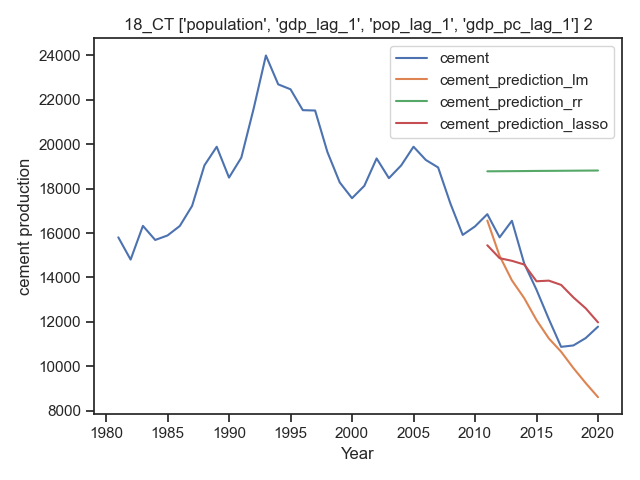 18_CT ['population', 'gdp_lag_1', 'pop_lag_1', 'gdp_pc_lag_1'] 2
cement
cement_prediction_lm
cement_prediction_rr
cement_prediction_lasso
cement production
24000
22000
20000
18000
16000
14000
12000
10000
8000
1980
1985
1990
1995
2000
2005
2010
2015
2020
Year